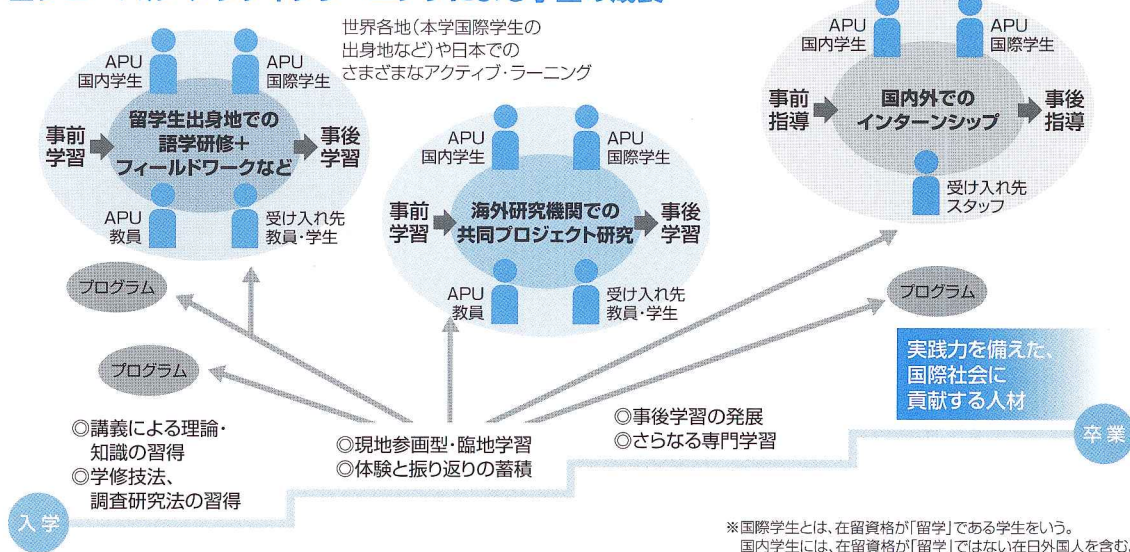 世界各地(本学国際学生の
出身地など)や日本での
さまざまなアクティブ・ラーニング
APU
国内学生
APU
国際学生
事前
学習
留学生出身地での
語学研修+
フィールドワークなど
事後
学習
APU
教員
受け入れ先
教員・学生
APU
国内学生
APU
国際学生
事前
学習
海外研究機関での
共同プロジェクト研究
事後
学習
APU
教員
受け入れ先
教員・学生
APU
国内学生
APU
国際学生
事前
指導
国内外での
インターンシップ
事後
指導
受け入れ先
スタッフ
プログラム
プログラム
プログラム
実践力を備えた、
国際社会に
貢献する人材
◎講義による理論・
知識の習得
◎学修技法、
調査研究法の習得
◎現地参画型・臨地学習
◎体験と振り返りの蓄積
◎事後学習の発展
◎さらなる専門学習
入学
卒業
※国際学生とは、在留資格が「留学」である学生をいう。
国内学生には、在留資格が「留学」ではない在日外国人を含む。